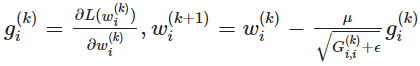 $g_i^{(k)} = \frac{\partial L(w_i^{(k)})}{\partial w_i^{(k)}}, w_i^{(k+1)} = w_i^{(k)} - \frac{\mu}{\sqrt{G_{i,i}^{(k)} + \epsilon}} g_i^{(k)}$